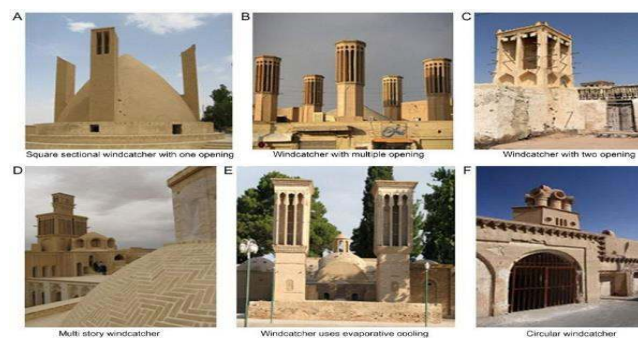 A
B
C
Square sectional windcatcher with one opening
Windcatcher with multiple opening
Windcatcher with two opening
D
E
F
Multi story windcatcher
Windcatcher uses evaporative cooling
Circular windcatcher